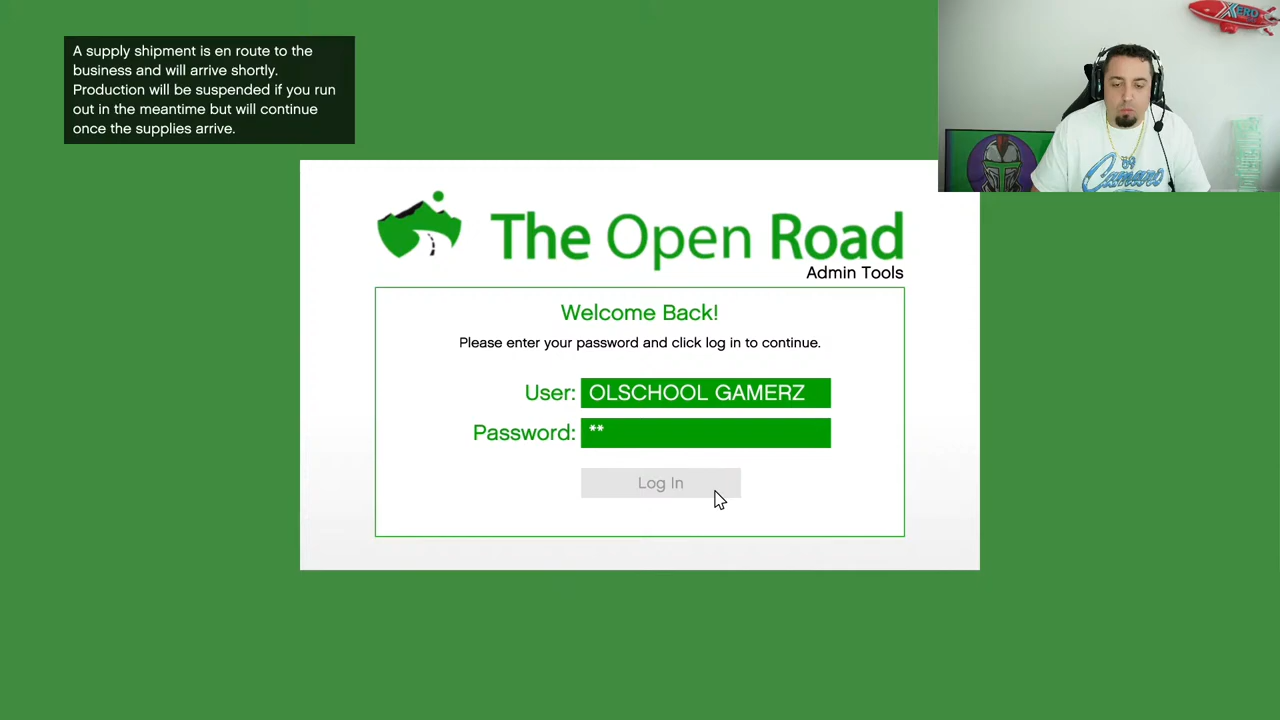 A supply shipment is en route to the
business and will arrive shortly.
Production will be suspended if you run
out in the meantime but will continue
once the supplies arrive.
XERO
Camaro
The Open Road
Admin Tools
Welcome Back!
Please enter your password and click log in to continue.
User: OLSCHOOL GAMERZ
Password: **
Log In